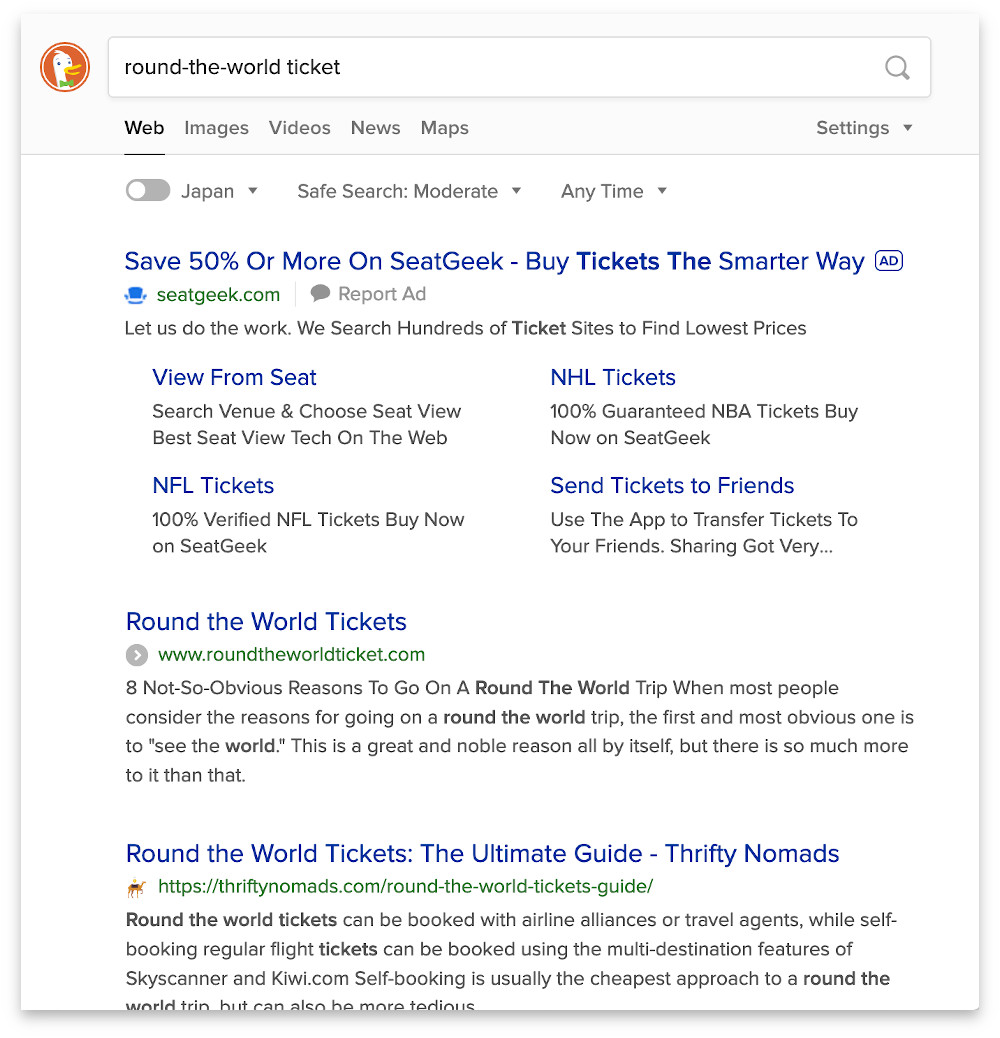 round-the-world ticket
Web Images Videos News Maps Settings
Japan Safe Search: Moderate Any Time
Save 50% Or More On SeatGeek - Buy Tickets The Smarter Way AD
seatgeek.com Report Ad
Let us do the work. We Search Hundreds of Ticket Sites to Find Lowest Prices
View From Seat
Search Venue & Choose Seat View
Best Seat View Tech On The Web
NHL Tickets
100% Guaranteed NBA Tickets Buy
Now on SeatGeek
NFL Tickets
100% Verified NFL Tickets Buy Now
on SeatGeek
Send Tickets to Friends
Use The App to Transfer Tickets To
Your Friends. Sharing Got Very...
Round the World Tickets
www.roundtheworldticket.com
8 Not-So-Obvious Reasons To Go On A Round The World Trip When most people
consider the reasons for going on a round the world trip, the first and most obvious one is
to "see the world." This is a great and noble reason all by itself, but there is so much more
to it than that.
Round the World Tickets: The Ultimate Guide - Thrifty Nomads
https://thriftynomads.com/round-the-world-tickets-guide/
Round the world tickets can be booked with airline alliances or travel agents, while self-
booking regular flight tickets can be booked using the multi-destination features of
Skyscanner and Kiwi.com Self-booking is usually the cheapest approach to a round the
world trip, but can also be more tedious